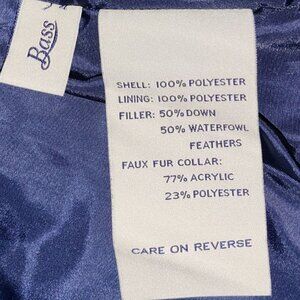 Bass
SHELL: 100% POLYESTER
LINING: 100% POLYESTER
FILLER: 50% DOWN
50% WATERFOWL
FEATHERS
FAUX FUR COLLAR:
77% ACRYLIC
23% POLYESTER
CARE ON REVERSE